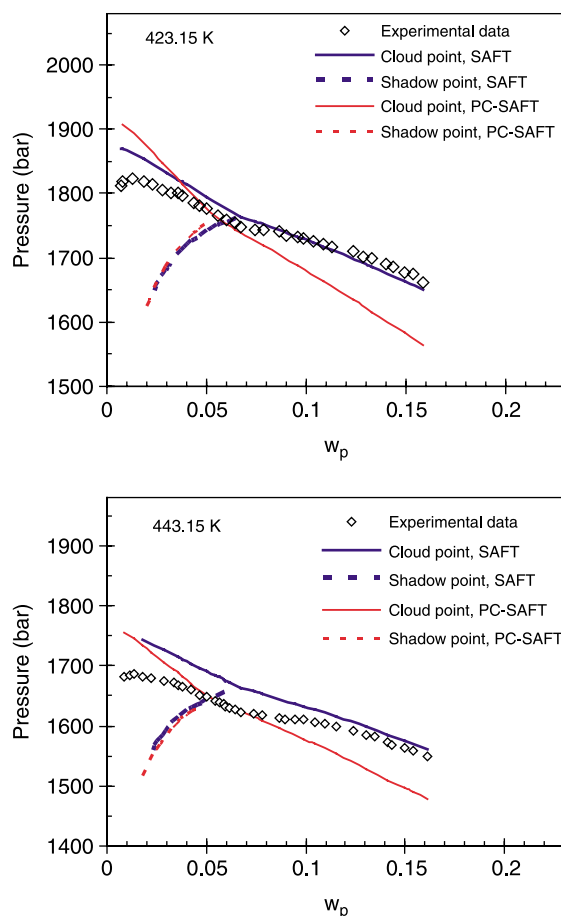 423.15 K
Experimental data
Cloud point, SAFT
Shadow point, SAFT
Cloud point, PC-SAFT
Shadow point, PC-SAFT
Pressure (bar)
2000
1900
1800
1700
1600
1500
0
0.05
0.1
0.15
0.2
wp
443.15 K
Experimental data
Cloud point, SAFT
Shadow point, SAFT
Cloud point, PC-SAFT
Shadow point, PC-SAFT
Pressure (bar)
1900
1800
1700
1600
1500
1400
0
0.05
0.1
0.15
0.2
wp